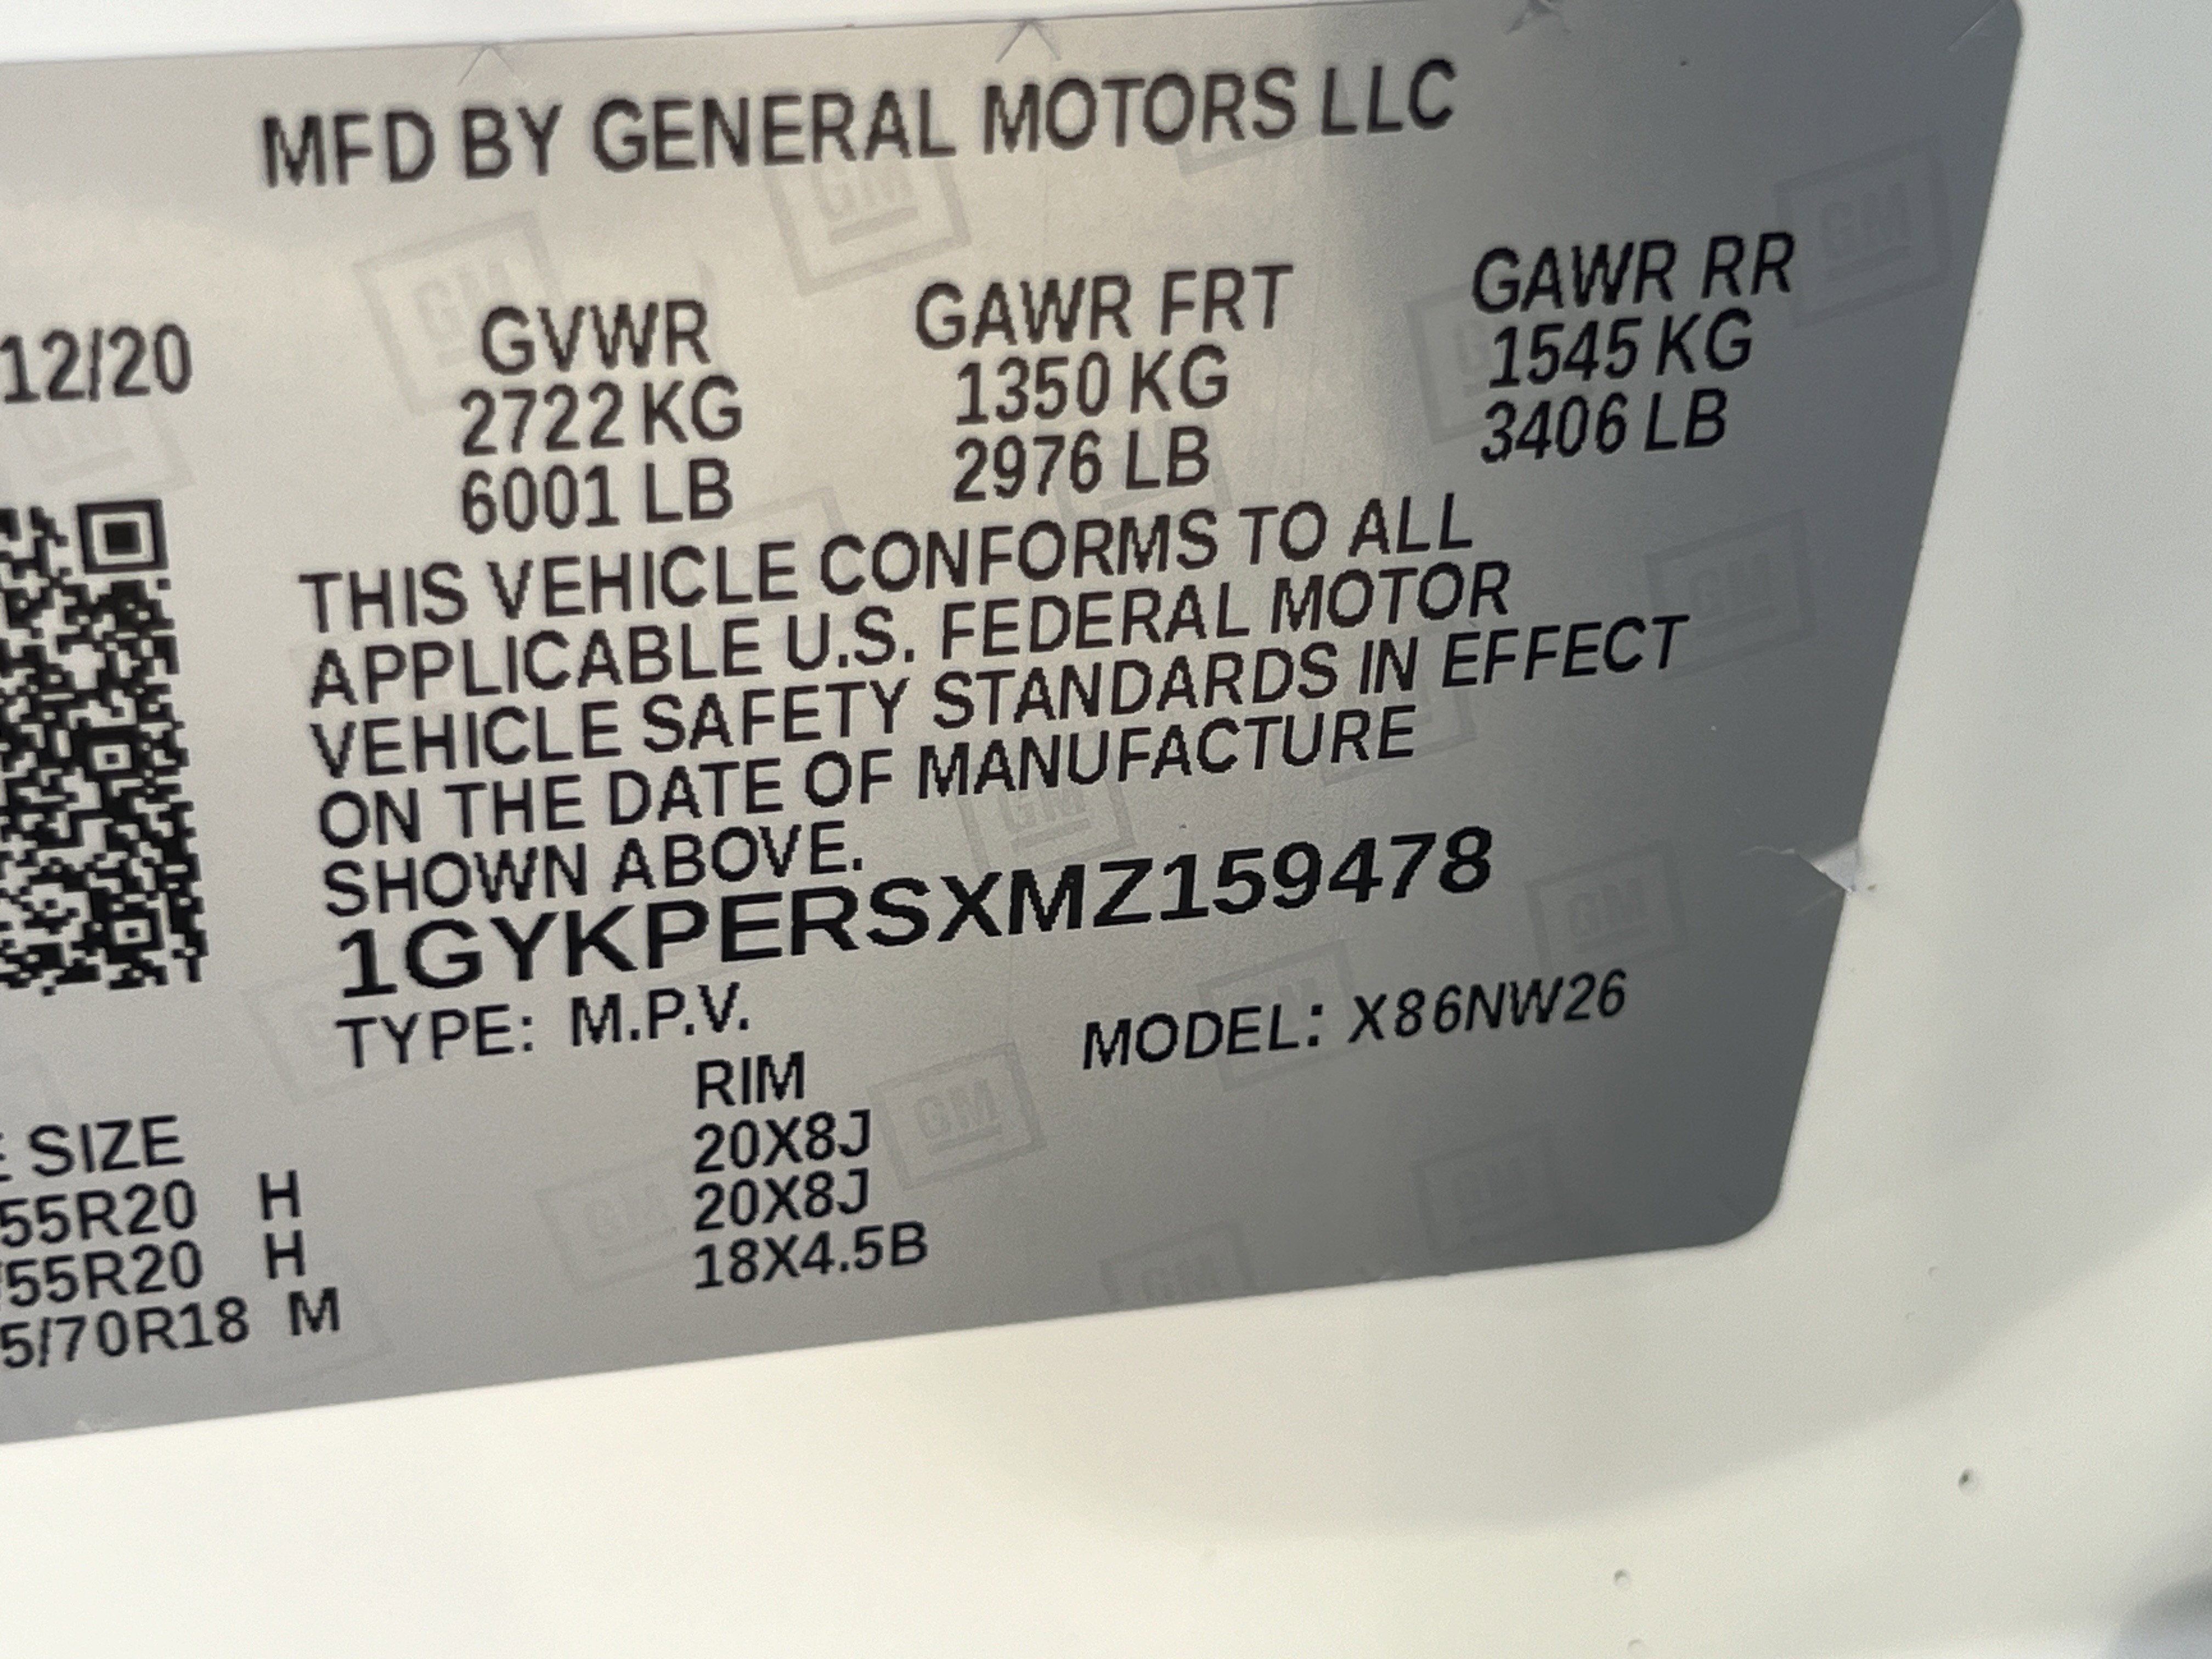 MFD BY GENERAL MOTORS LLC
12/20
GVWR GAWR FRT GAWR RR
2722 KG 1350 KG 1545 KG
6001 LB 2976 LB 3406 LB
THIS VEHICLE CONFORMS TO ALL
APPLICABLE U.S. FEDERAL MOTOR
VEHICLE SAFETY STANDARDS IN EFFECT
ON THE DATE OF MANUFACTURE
SHOWN ABOVE.
1GYKPERSXMZ159478
TYPE: M.P.V. MODEL: X86NW26
SIZE RIM
55R20 H 20X8J
/55R20 H 20X8J
5/70R18 M 18X4.5B